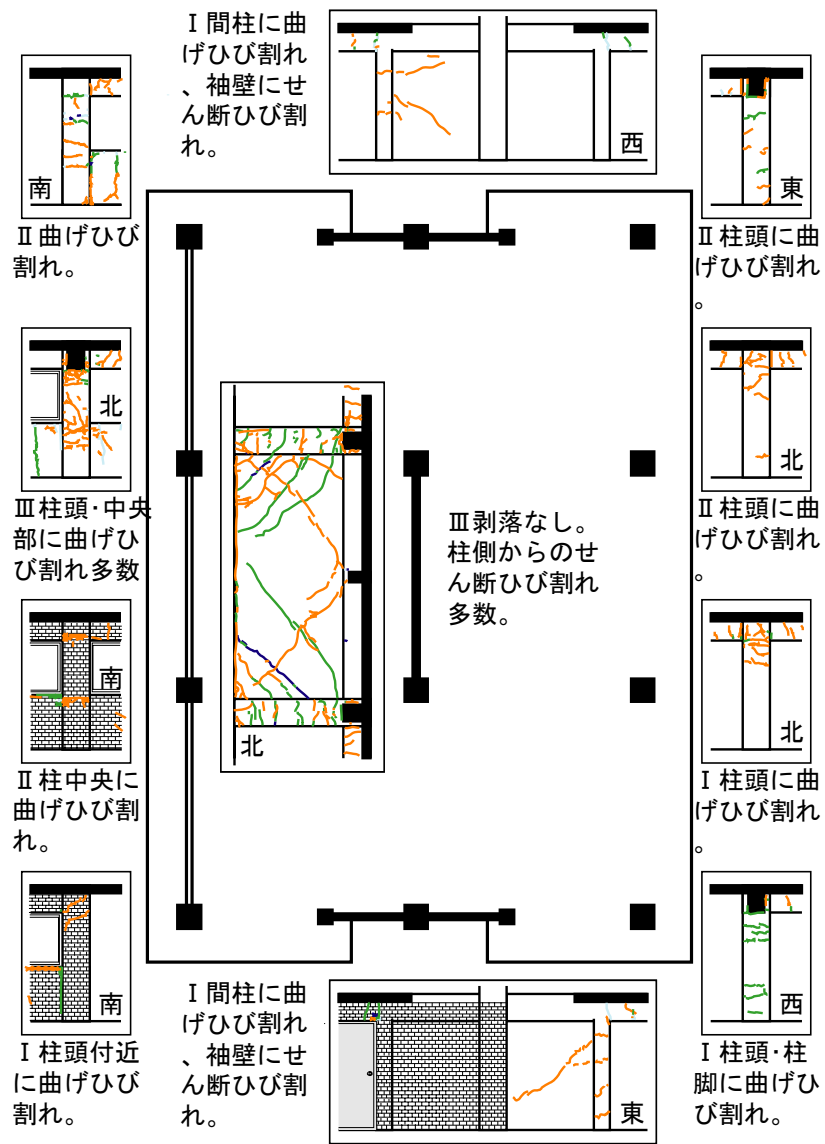 Ⅰ間柱に曲
げひび割れ
、袖壁にせ
ん断ひび割
れ。
西
南
Ⅱ曲げひび
割れ。
東
Ⅱ柱頭に曲
げひび割れ
。
北
Ⅲ柱頭･中央
部に曲げひ
び割れ多数
北
Ⅱ柱頭に曲
げひび割れ
。
北
Ⅲ剥落なし。
柱側からのせ
ん断ひび割れ
多数。
南
Ⅱ柱中央に
曲げひび割
れ。
北
Ⅰ柱頭に曲
げひび割れ
。
南
Ⅰ柱頭付近
に曲げひび
割れ。
Ⅰ間柱に曲
げひび割れ
、袖壁にせ
ん断ひび割
れ。
東
西
Ⅰ柱頭･柱
脚に曲げひ
び割れ。